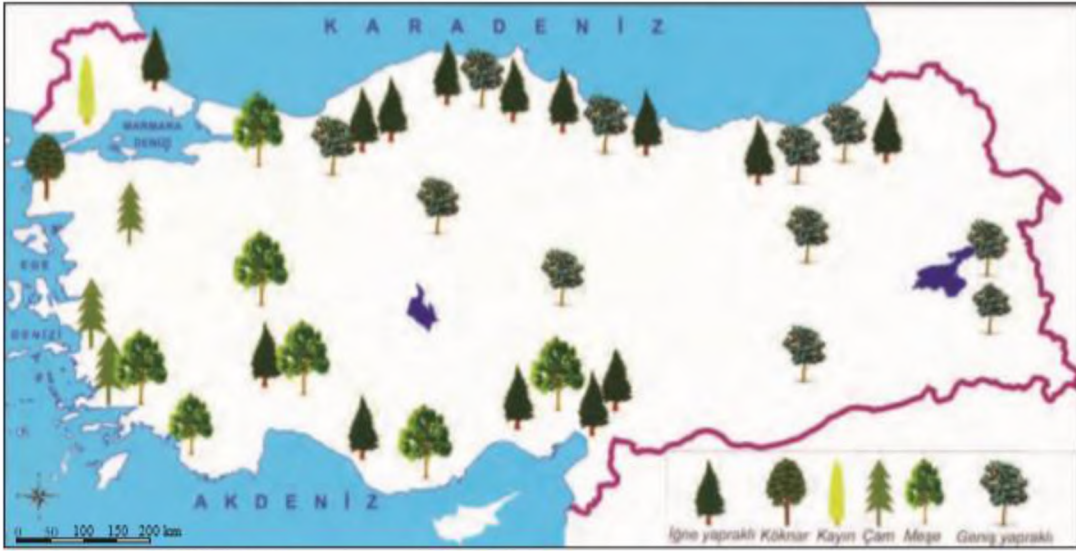 KARADENİZ
MARMARA
DENİZİ
EGE
DENİZİ
AKDENİZ
0 50 100 150 200 km
İğne yapraklı Köknar Kayın Çam Meşe Geniş yapraklı